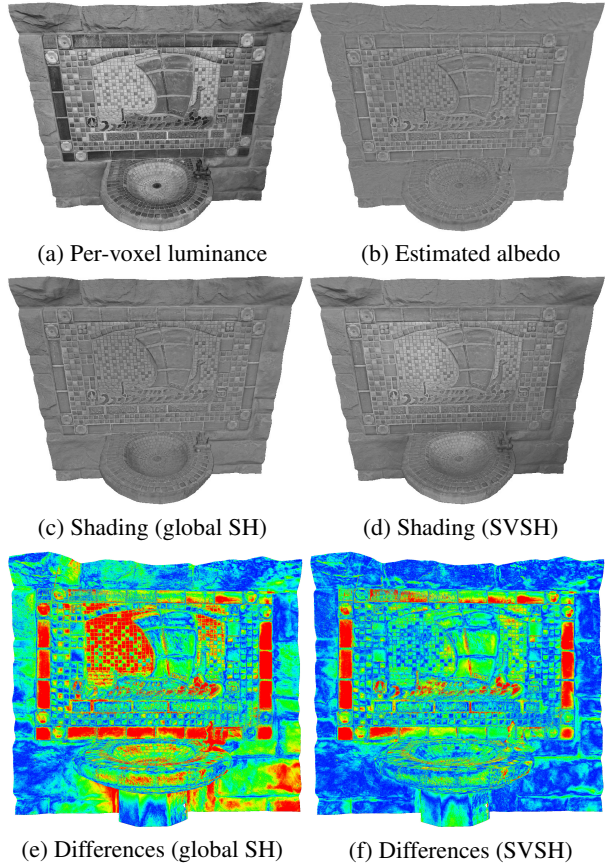 (a) Per-voxel luminance
(b) Estimated albedo
(c) Shading (global SH)
(d) Shading (SVSH)
(e) Differences (global SH)
(f) Differences (SVSH)